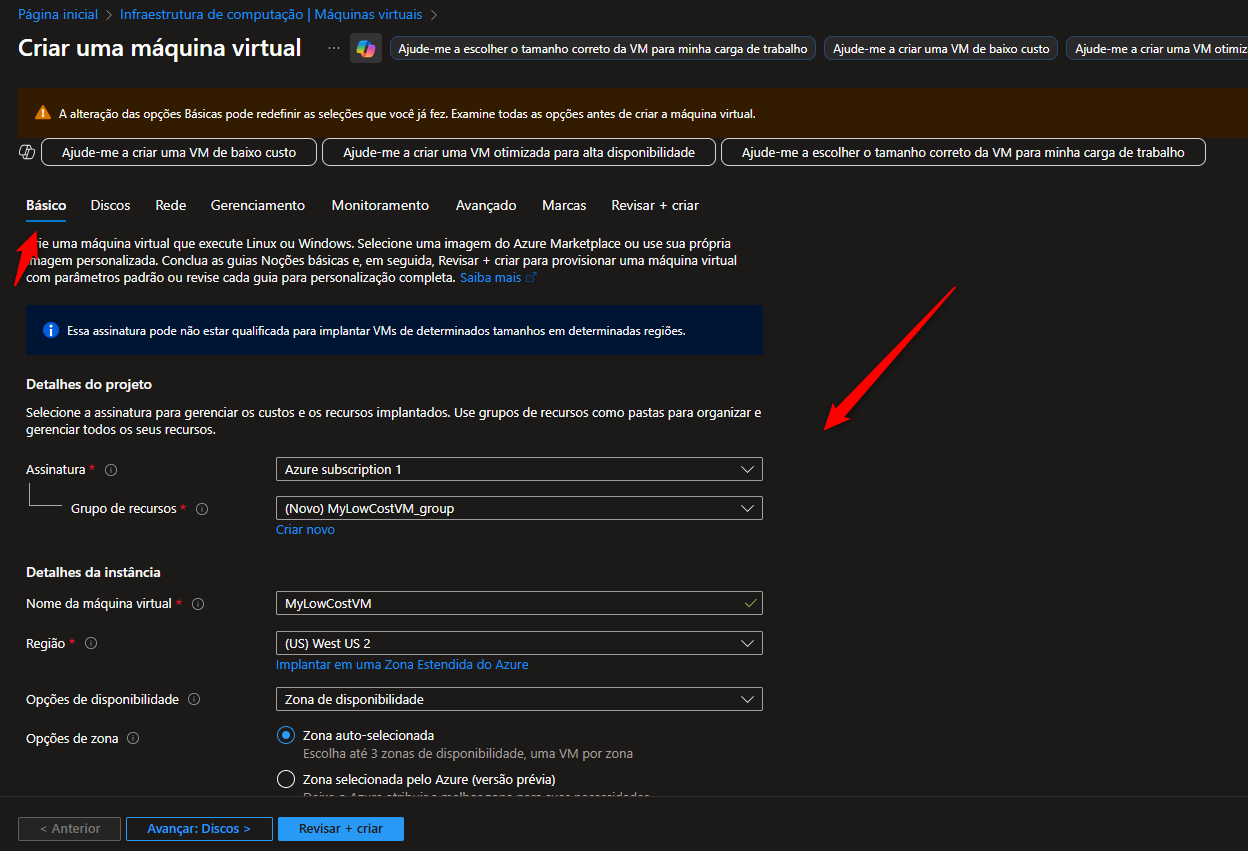 Página inicial > Infraestrutura de computação | Máquinas virtuais >
Criar uma máquina virtual ... Ajude-me a escolher o tamanho correto da VM para minha carga de trabalho Ajude-me a criar uma VM de baixo custo Ajude-me a criar uma VM otimiz
A alteração das opções Básicas pode redefinir as seleções que você já fez. Examine todas as opções antes de criar a máquina virtual.
Ajude-me a criar uma VM de baixo custo Ajude-me a criar uma VM otimizada para alta disponibilidade Ajude-me a escolher o tamanho correto da VM para minha carga de trabalho
Básico Discos Rede Gerenciamento Monitoramento Avançado Marcas Revisar + criar
ie uma máquina virtual que execute Linux ou Windows. Selecione uma imagem do Azure Marketplace ou use sua própria
imagem personalizada. Conclua as guias Noções básicas e, em seguida, Revisar + criar para provisionar uma máquina virtual
com parâmetros padrão ou revise cada guia para personalização completa. Saiba mais
Essa assinatura pode não estar qualificada para implantar VMs de determinados tamanhos em determinadas regiões.
Detalhes do projeto
Selecione a assinatura para gerenciar os custos e os recursos implantados. Use grupos de recursos como pastas para organizar e
gerenciar todos os seus recursos.
Assinatura * Azure subscription 1
Grupo de recursos * (Novo) MyLowCostVM_group
Criar novo
Detalhes da instância
Nome da máquina virtual * MyLowCostVM
Região * (US) West US 2
Implantar em uma Zona Estendida do Azure
Opções de disponibilidade Zona de disponibilidade
Opções de zona Zona auto-selecionada
Escolha até 3 zonas de disponibilidade, uma VM por zona
Zona selecionada pelo Azure (versão prévia)
< Anterior Avançar: Discos > Revisar + criar